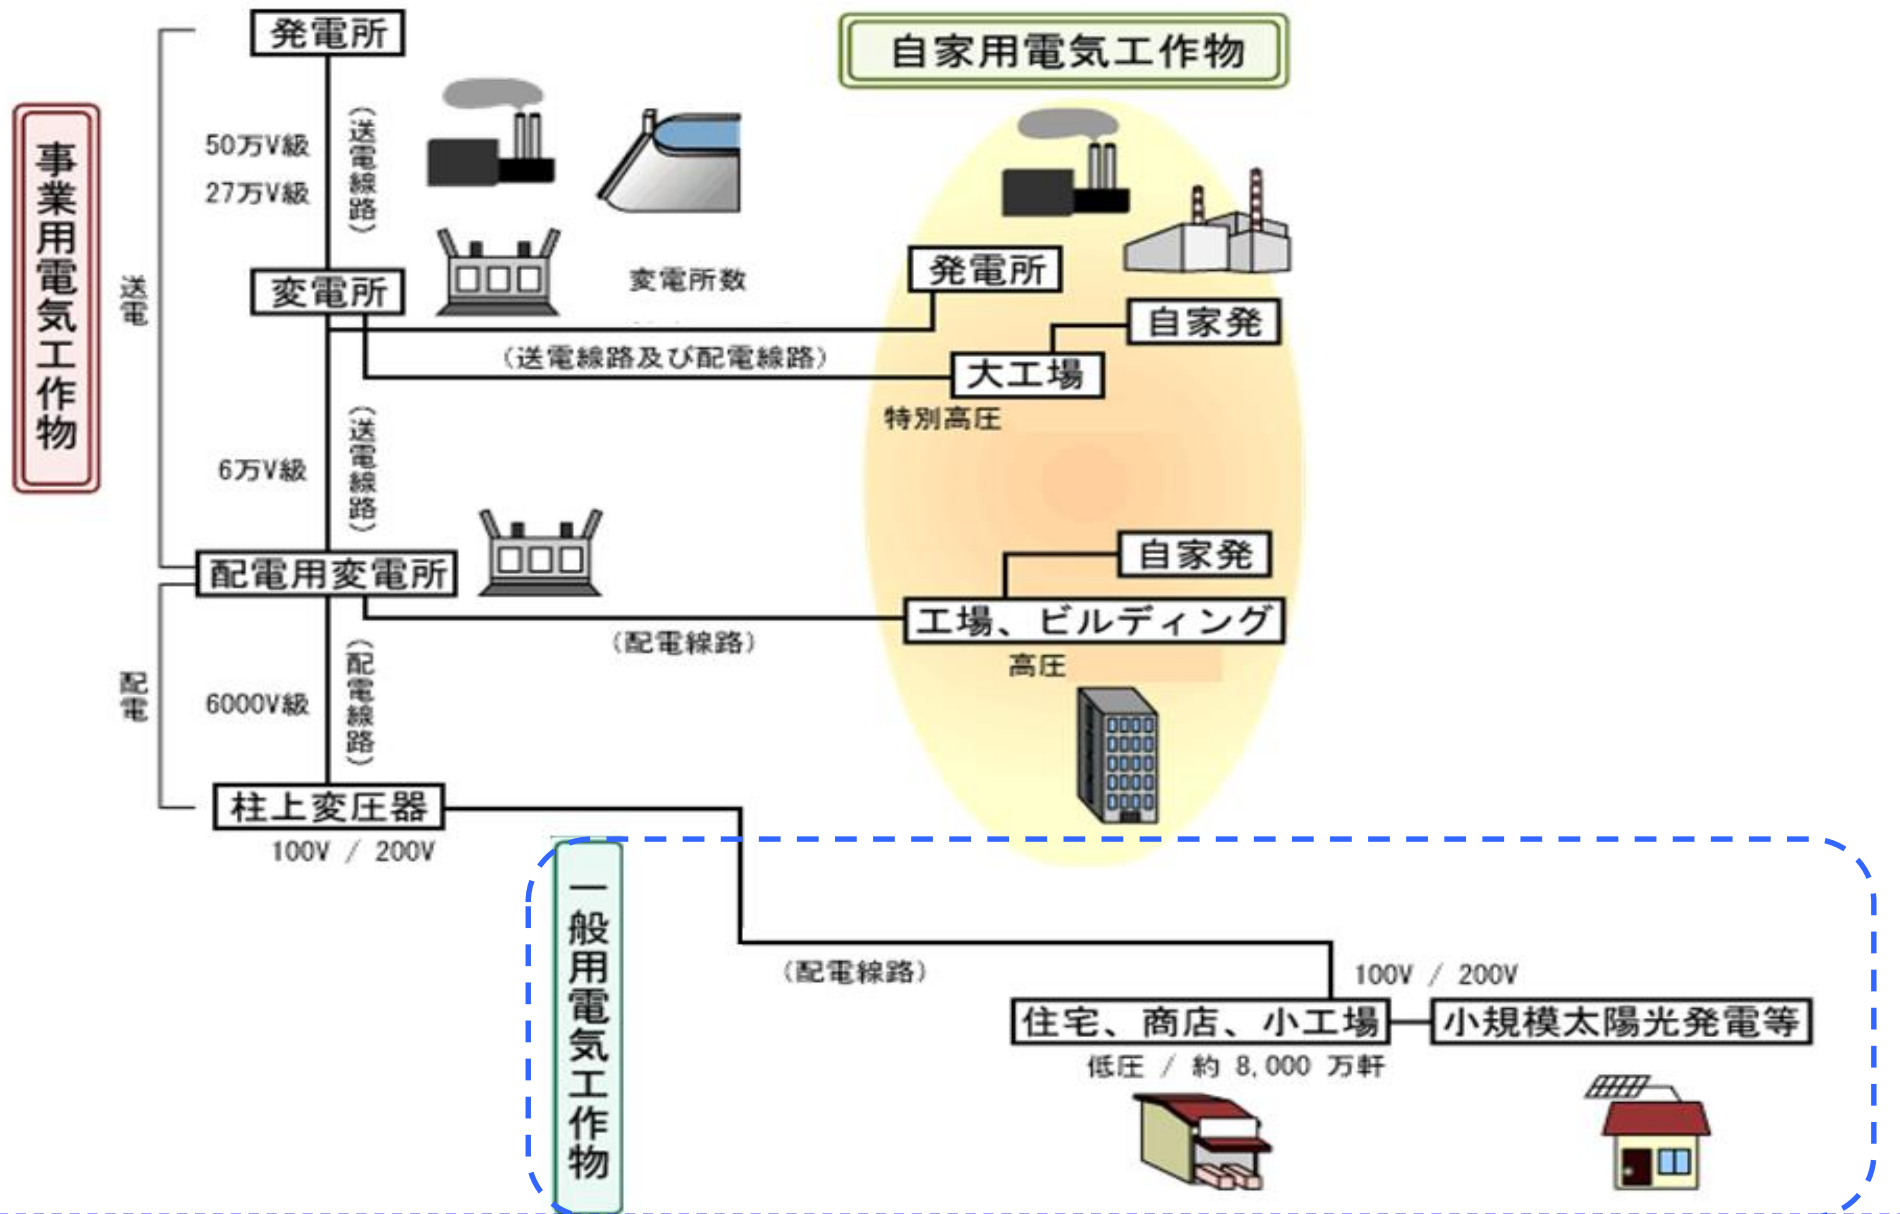 発電所
自家用電気工作物
事業用電気工作物
50万V級
27万V級
(送電線路)
送電
変電所
変電所数
発電所
自家発
(送電線路及び配電線路)
大工場
特別高圧
6万V級
(送電線路)
配電用変電所
自家発
工場、ビルディング
(配電線路)
高圧
配電
6000V級
(配電線路)
柱上変圧器
100V / 200V
一般用電気工作物
(配電線路)
100V / 200V
住宅、商店、小工場
小規模太陽光発電等
低圧 / 約 8,000 万軒